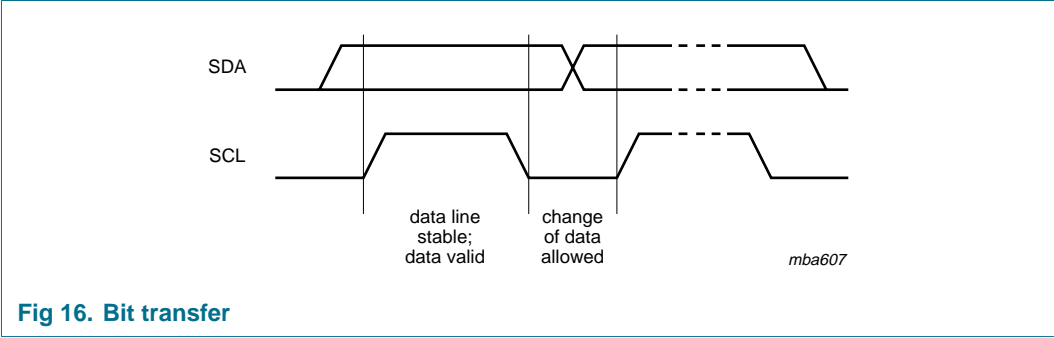 SDA
SCL
data line
stable;
data valid
change
of data
allowed
mba607
Fig 16. Bit transfer